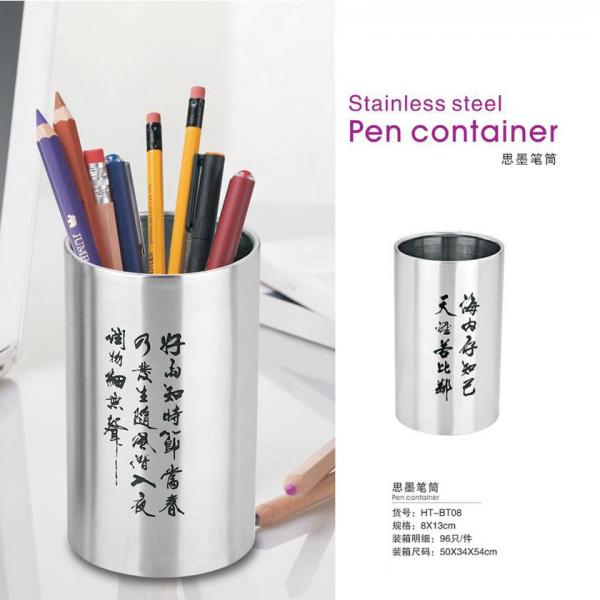 Stainless steel
Pen container
思墨笔筒
JUMB
好雨知時節當春
乃發生隨風潛入夜
潤物細無聲
海内存知己
天涯若比鄰
思墨笔筒
Pen container
货号：HT-BT08
规格：8X13cm
装箱明细：96只/件
装箱尺码：50X34X54cm